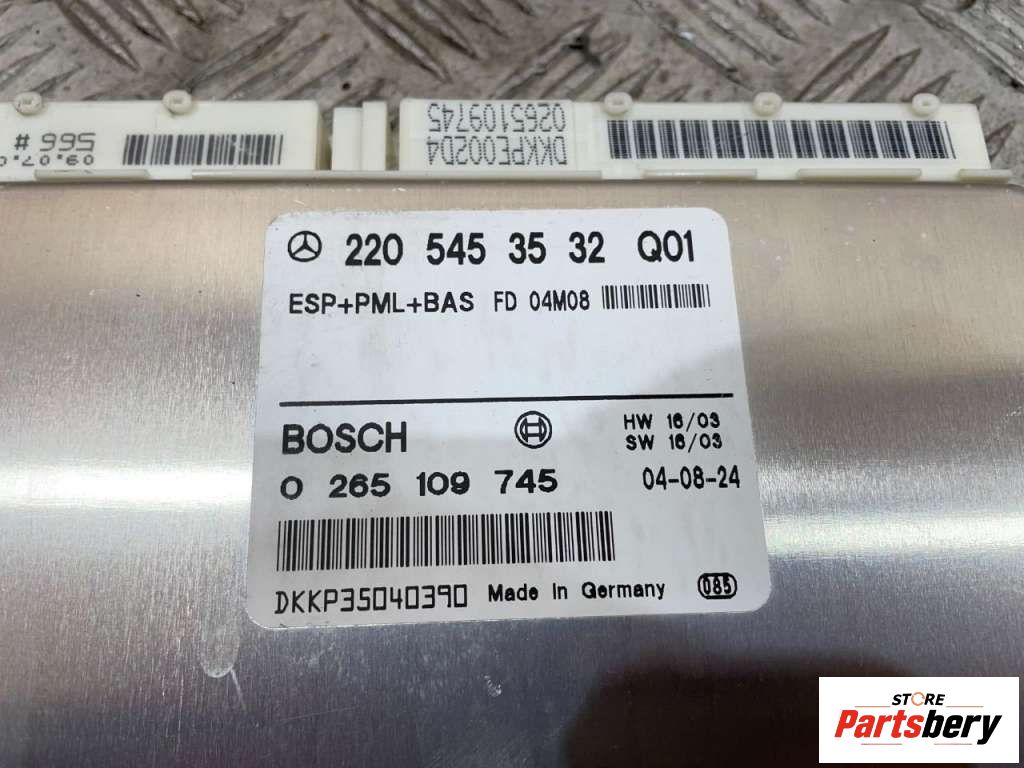 566 #
09.07.0
DKKPE002D4
0265109745
220 545 35 32 Q01
ESP+PML+BAS FD 04M08
BOSCH
HW 16/03
SW 16/03
0 265 109 745
04-08-24
DKKP35040390 Made in Germany 085
STORE
Partsbery